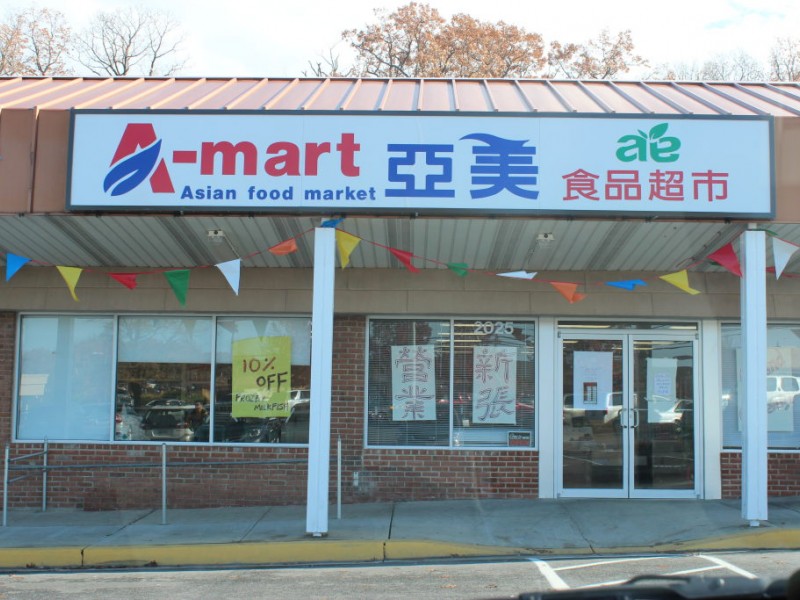 A-mart
Asian food market
亞美
ae
食品超市
10%
OFF
2025
營業
新張